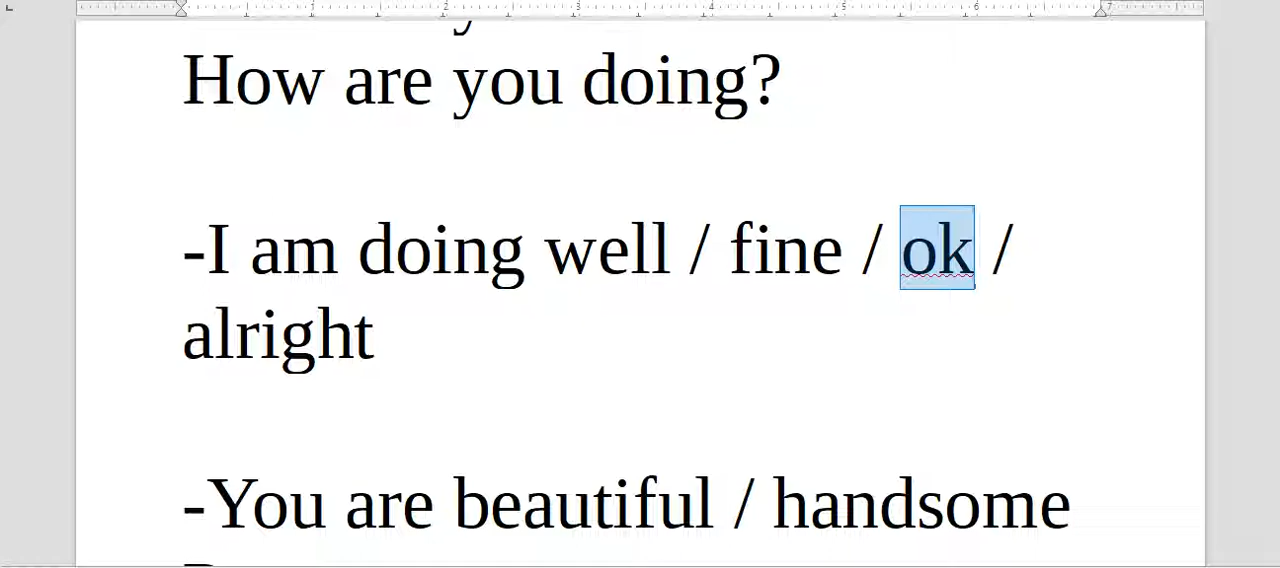 How are you doing?
-I am doing well / fine / ok /
alright
-You are beautiful / handsome